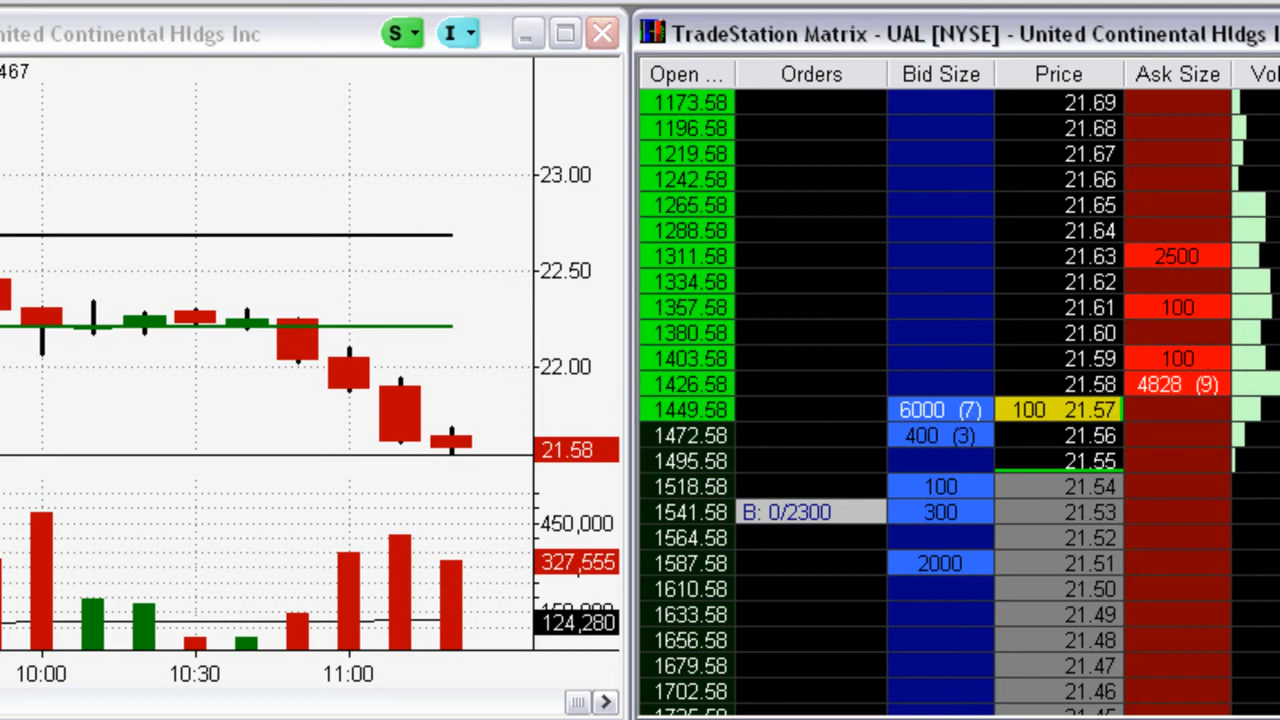 nited Continental Hldgs Inc
S
I
467
23.00
22.50
22.00
21.58
450,000
327,555
124,280
10:00 10:30 11:00
TradeStation Matrix - UAL [NYSE] - United Continental Hldgs I
Open ... Orders Bid Size Price Ask Size Vol
1173.58 21.69
1196.58 21.68
1219.58 21.67
1242.58 21.66
1265.58 21.65
1288.58 21.64
1311.58 21.63 2500
1334.58 21.62
1357.58 21.61 100
1380.58 21.60
1403.58 21.59 100
1426.58 21.58 4828 (9)
1449.58 6000 (7) 100 21.57
1472.58 400 (3) 21.56
1495.58 21.55
1518.58 100 21.54
1541.58 B: 0/2300 300 21.53
1564.58 21.52
1587.58 2000 21.51
1610.58 21.50
1633.58 21.49
1656.58 21.48
1679.58 21.47
1702.58 21.46